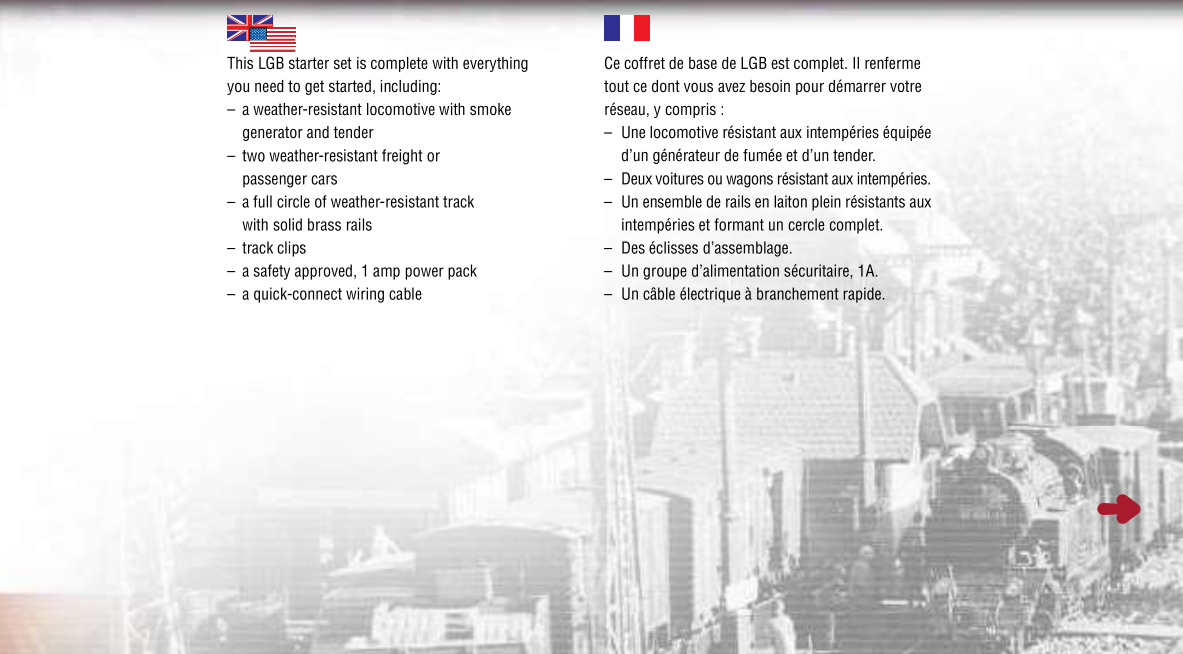 This LGB starter set is complete with everything
you need to get started, including:
– a weather-resistant locomotive with smoke
generator and tender
– two weather-resistant freight or
passenger cars
– a full circle of weather-resistant track
with solid brass rails
– track clips
– a safety approved, 1 amp power pack
– a quick-connect wiring cable
Ce coffret de base de LGB est complet. Il renferme
tout ce dont vous avez besoin pour démarrer votre
réseau, y compris :
– Une locomotive résistant aux intempéries équipée
d’un générateur de fumée et d’un tender.
– Deux voitures ou wagons résistant aux intempéries.
– Un ensemble de rails en laiton plein résistants aux
intempéries et formant un cercle complet.
– Des éclisses d’assemblage.
– Un groupe d’alimentation sécuritaire, 1A.
– Un câble électrique à branchement rapide.